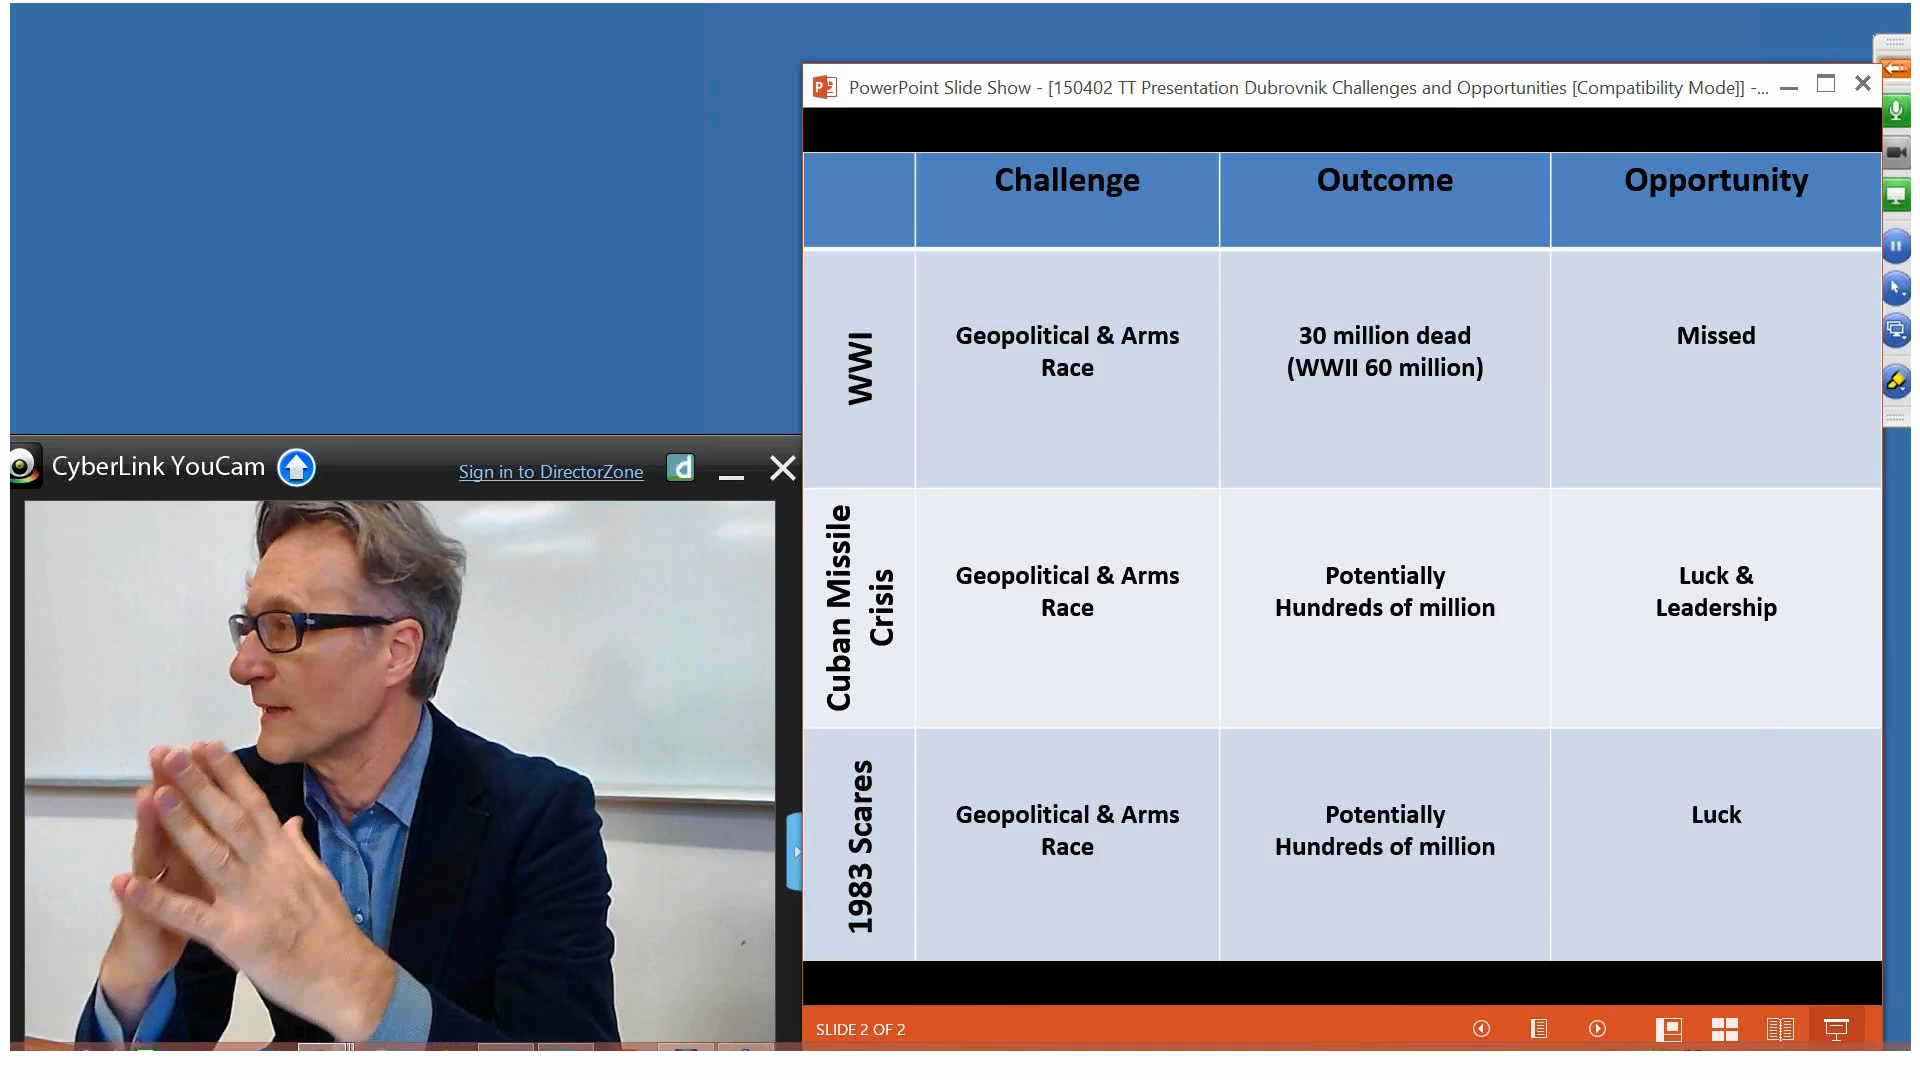 PowerPoint Slide Show - [150402 TT Presentation Dubrovnik Challenges and Opportunities [Compatibility Mode]] -...
Challenge
Outcome
Opportunity
WWI
Geopolitical & Arms
Race
30 million dead
(WWII 60 million)
Missed
Cuban Missile
Crisis
Geopolitical & Arms
Race
Potentially
Hundreds of million
Luck &
Leadership
1983 Scares
Geopolitical & Arms
Race
Potentially
Hundreds of million
Luck
SLIDE 2 OF 2
CyberLink YouCam
Sign in to DirectorZone
d